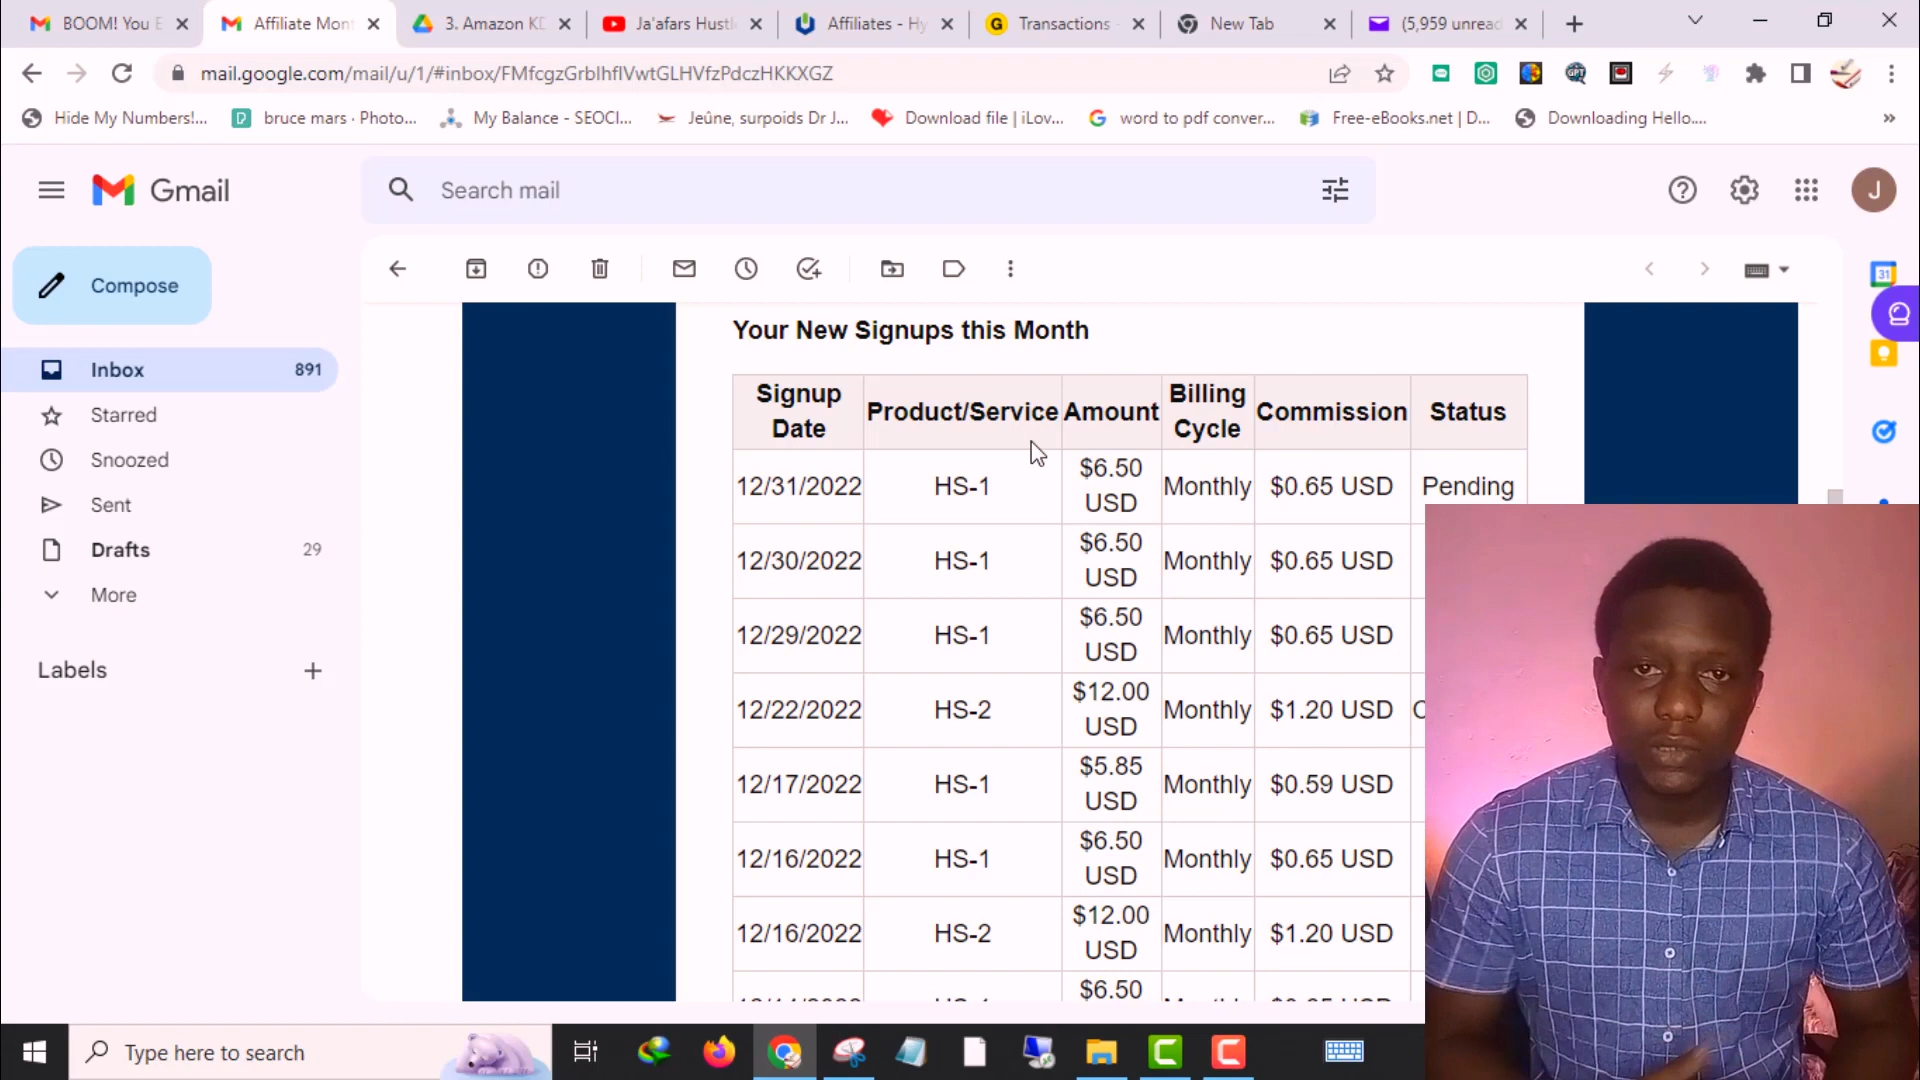 BOOM! You E
Affiliate Mont
3. Amazon KD
Ja'afars Hustl
Affiliates - Hy
Transactions
New Tab
(5,959 unread
mail.google.com/mail/u/1/#inbox/FMfcgzGrblhflVwtGLHVfzPdczHKKXGZ
Hide My Numbers!...
bruce mars · Photo...
My Balance - SEOCl...
Jeûne, surpoids Dr J...
Download file | iLov...
word to pdf conver...
Free-eBooks.net | D...
Downloading Hello....
Gmail
Search mail
J
Compose
Inbox 891
Starred
Snoozed
Sent
Drafts 29
More
Labels
31
Your New Signups this Month
Signup Date Product/Service Amount Billing Cycle Commission Status
12/31/2022 HS-1 $6.50 USD Monthly $0.65 USD Pending
12/30/2022 HS-1 $6.50 USD Monthly $0.65 USD
12/29/2022 HS-1 $6.50 USD Monthly $0.65 USD
12/22/2022 HS-2 $12.00 USD Monthly $1.20 USD
12/17/2022 HS-1 $5.85 USD Monthly $0.59 USD
12/16/2022 HS-1 $6.50 USD Monthly $0.65 USD
12/16/2022 HS-2 $12.00 USD Monthly $1.20 USD
$6.50
Type here to search